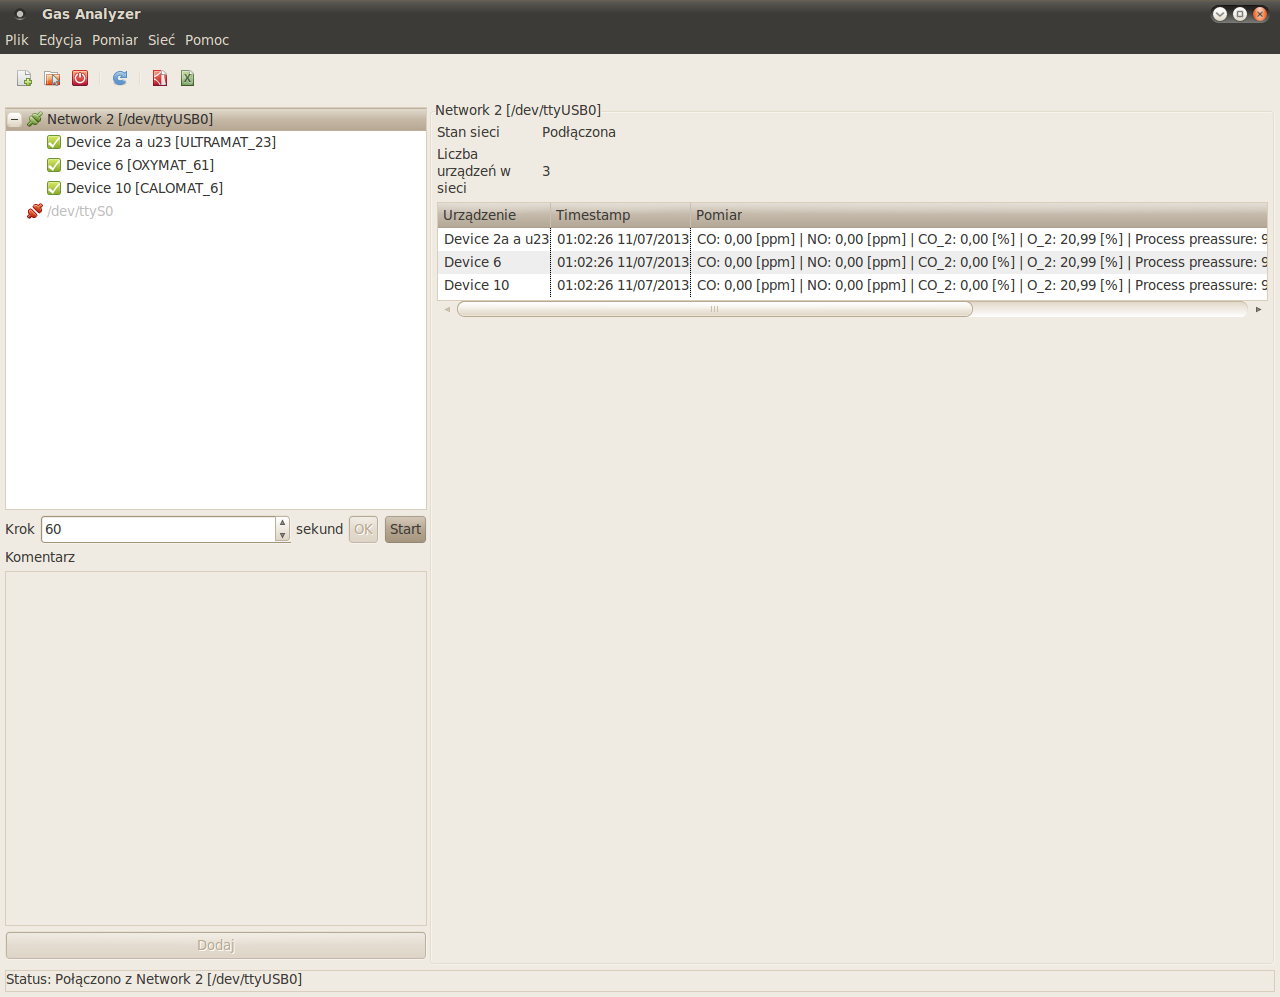 Gas Analyzer
Plik Edycja Pomiar Sieć Pomoc
Network 2 [/dev/ttyUSB0]
Device 2a a u23 [ULTRAMAT_23]
Device 6 [OXYMAT_61]
Device 10 [CALOMAT_6]
/dev/ttyS0
Krok 60 sekund OK Start
Komentarz
Dodaj
Network 2 [/dev/ttyUSB0]
Stan sieci Podłączona
Liczba
urządzeń w 3
sieci
Urządzenie Timestamp Pomiar
Device 2a a u23 01:02:26 11/07/2013 CO: 0,00 [ppm] | NO: 0,00 [ppm] | CO_2: 0,00 [%] | O_2: 20,99 [%] | Process preassure: 9
Device 6 01:02:26 11/07/2013 CO: 0,00 [ppm] | NO: 0,00 [ppm] | CO_2: 0,00 [%] | O_2: 20,99 [%] | Process preassure: 9
Device 10 01:02:26 11/07/2013 CO: 0,00 [ppm] | NO: 0,00 [ppm] | CO_2: 0,00 [%] | O_2: 20,99 [%] | Process preassure: 9
Status: Połączono z Network 2 [/dev/ttyUSB0]